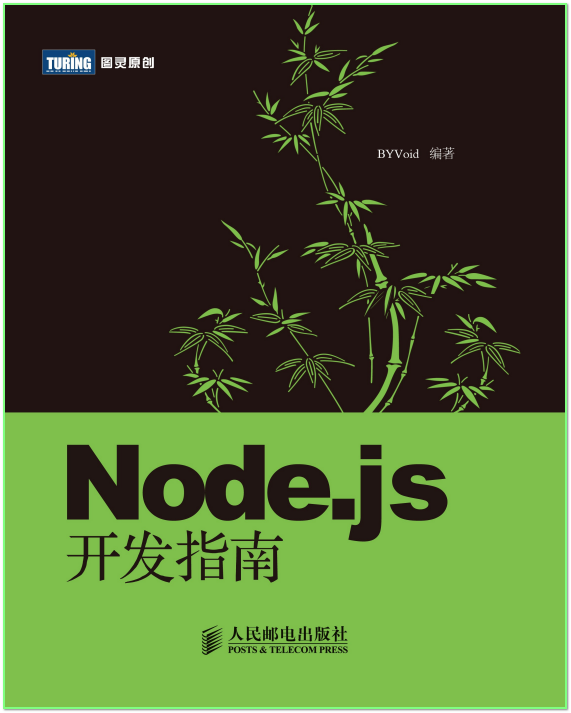 TURING 图灵原创
BYVoid 编著
Node.js
开发指南
人民邮电出版社
POSTS & TELECOM PRESS